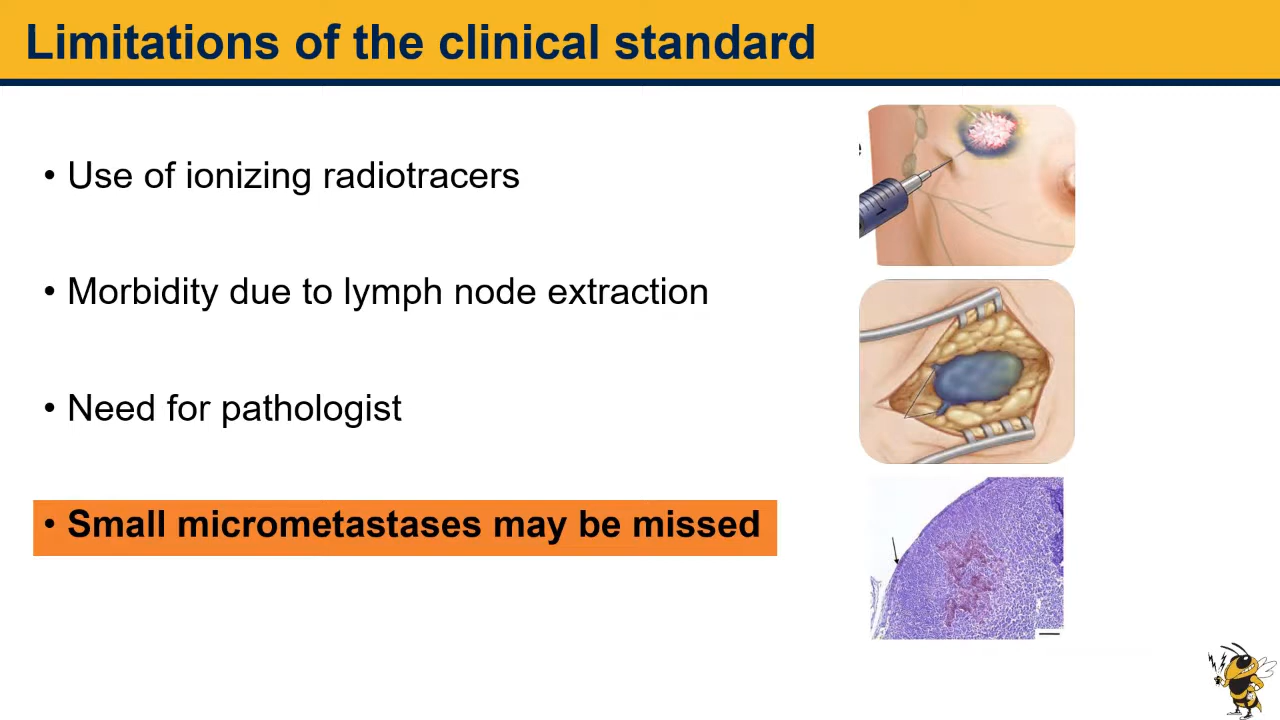 Limitations of the clinical standard
• Use of ionizing radiotracers
• Morbidity due to lymph node extraction
• Need for pathologist
• Small micrometastases may be missed